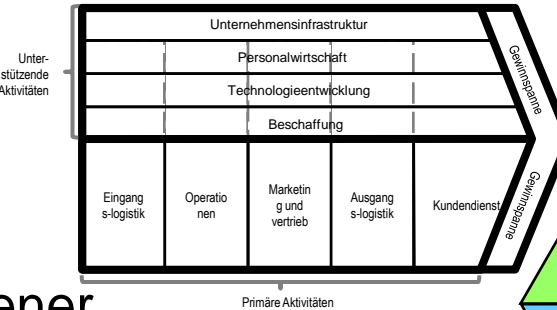 Unternehmensinfrastruktur
Personalwirtschaft
Technologieentwicklung
Beschaffung
Unter-
stützende
Aktivitäten
Gewinnspanne
Gewinnspanne
Eingang
s-logistik
Operatio
nen
Marketin
g und
vertrieb
Ausgang
s-logistik
Kundendienst
Primäre Aktivitäten